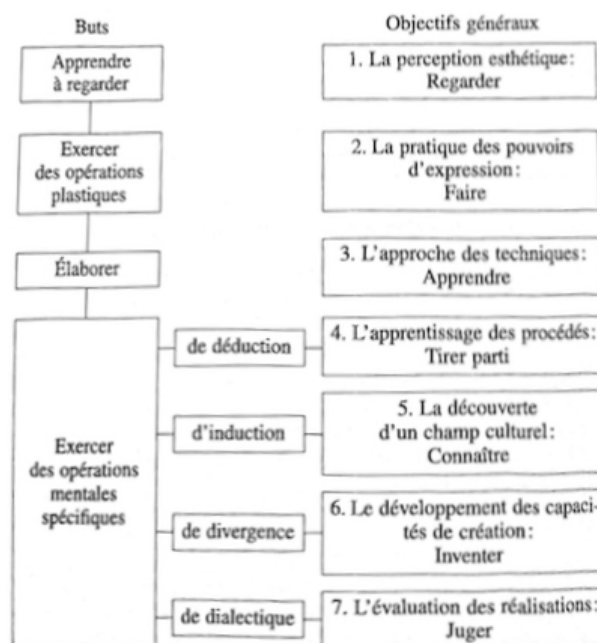 Buts
Objectifs généraux
Apprendre
à regarder
1. La perception esthétique:
Regarder
Exercer
des opérations
plastiques
2. La pratique des pouvoirs
d'expression:
Faire
Élaborer
3. L'approche des techniques:
Apprendre
Exercer
des opérations
mentales
spécifiques
de déduction
4. L'apprentissage des procédés:
Tirer parti
d'induction
5. La découverte
d'un champ culturel:
Connaître
de divergence
6. Le développement des capaci-
tés de création:
Inventer
de dialectique
7. L'évaluation des réalisations:
Juger